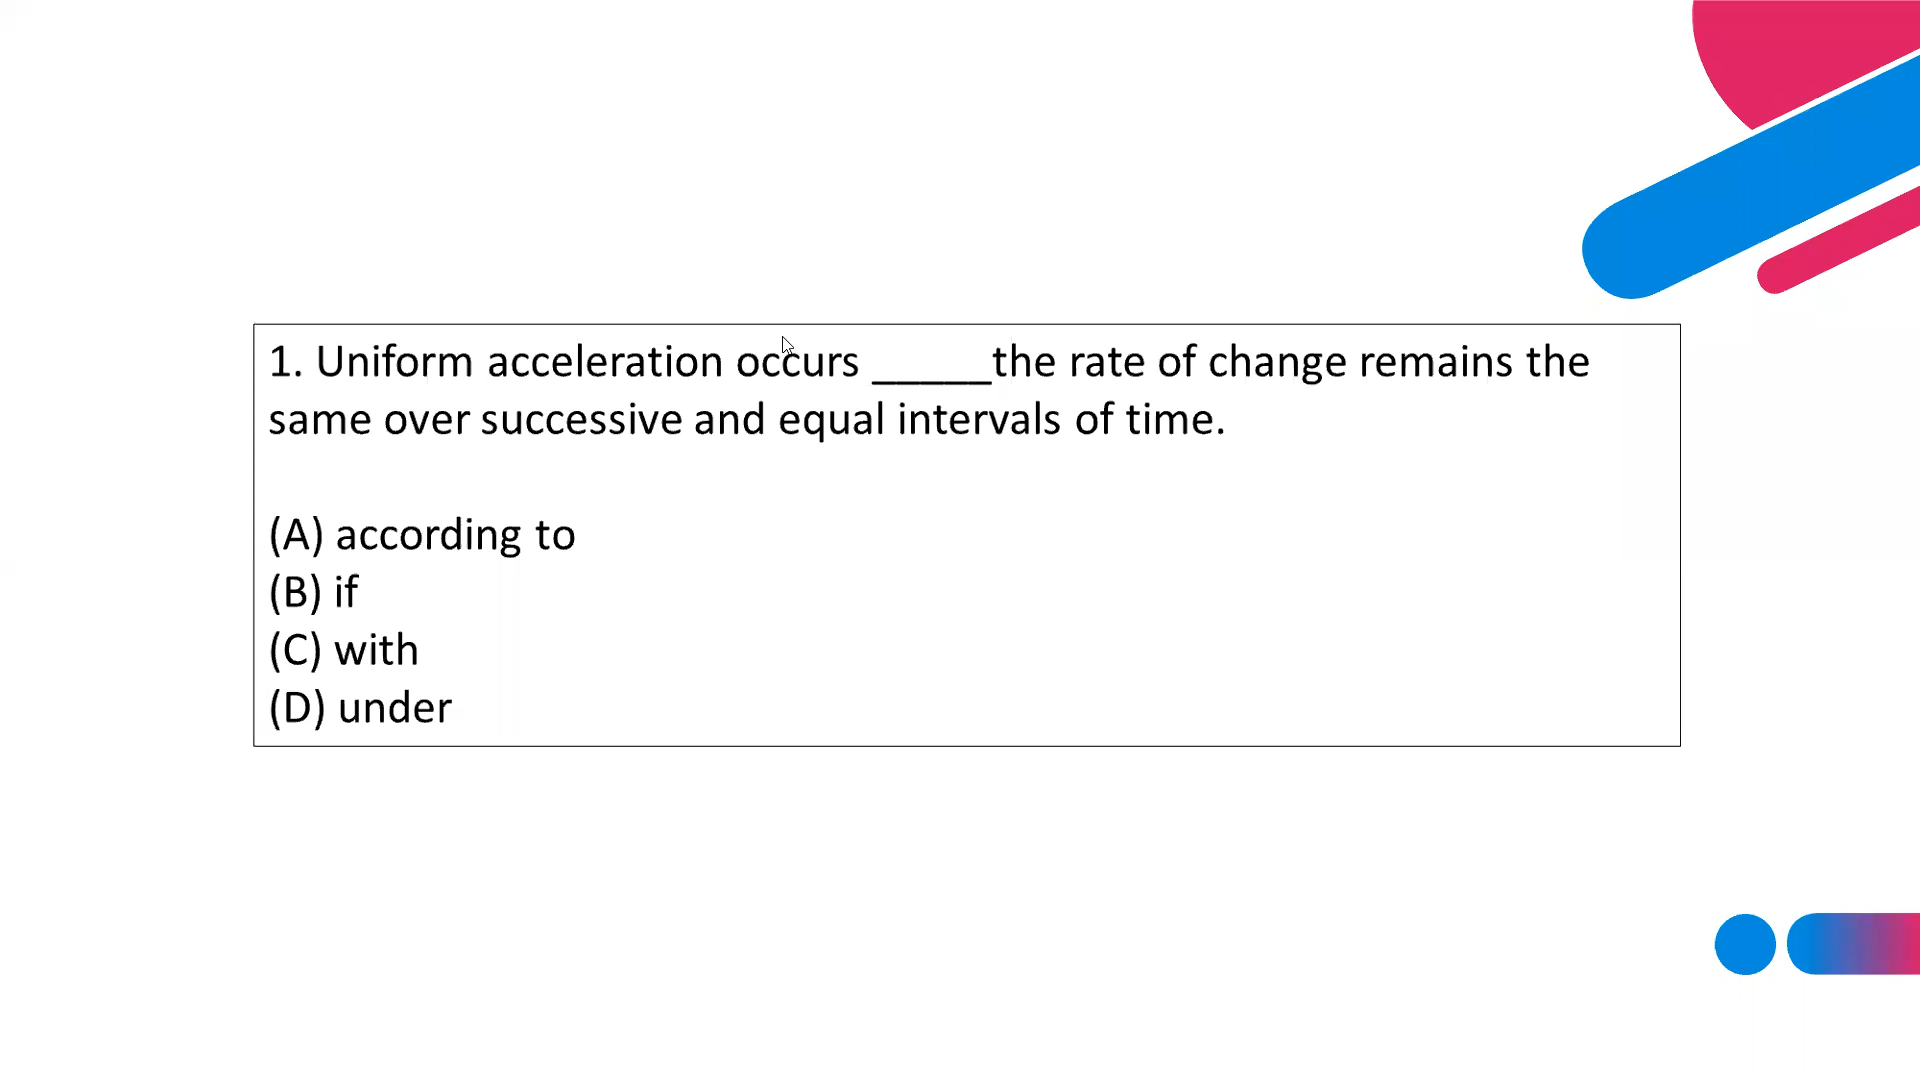 1. Uniform acceleration occurs _____the rate of change remains the
same over successive and equal intervals of time.
(A) according to
(B) if
(C) with
(D) under